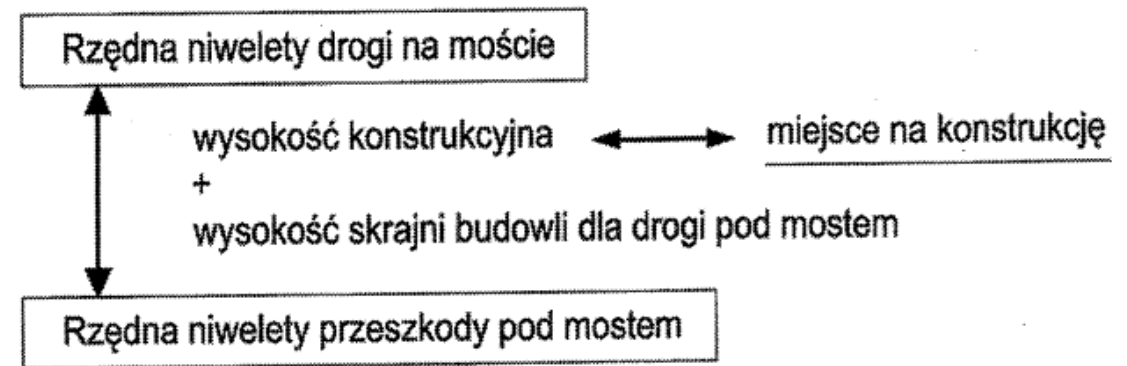 Rzędna niwelety drogi na moście
wysokość konstrukcyjna miejsce na konstrukcję
+
wysokość skrajni budowli dla drogi pod mostem
Rzędna niwelety przeszkody pod mostem